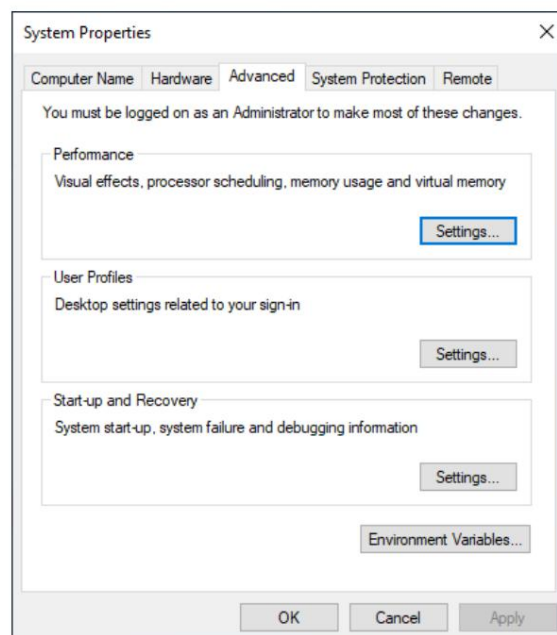 System Properties
Computer Name Hardware Advanced System Protection Remote
You must be logged on as an Administrator to make most of these changes.
Performance
Visual effects, processor scheduling, memory usage and virtual memory
Settings...
User Profiles
Desktop settings related to your sign-in
Settings...
Start-up and Recovery
System start-up, system failure and debugging information
Settings...
Environment Variables...
OK Cancel Apply